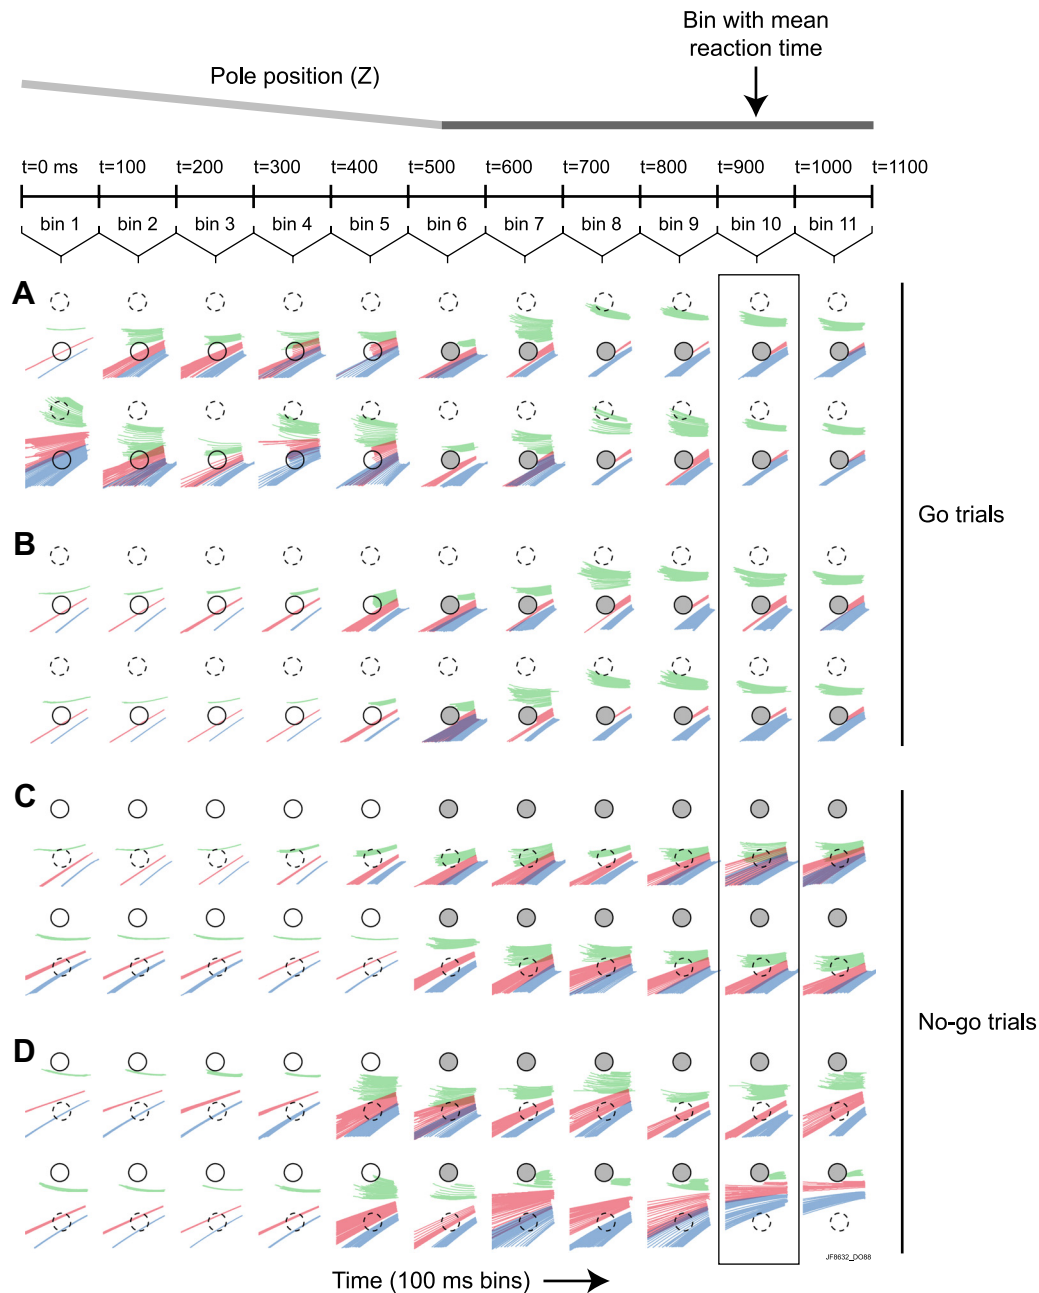 Bin with mean
reaction time
Pole position (Z)
t=0 ms t=100 t=200 t=300 t=400 t=500 t=600 t=700 t=800 t=900 t=1000 t=1100
bin 1 bin 2 bin 3 bin 4 bin 5 bin 6 bin 7 bin 8 bin 9 bin 10 bin 11
A
Go trials
B
C
No-go trials
D
JF8632_DO88
Time (100 ms bins)